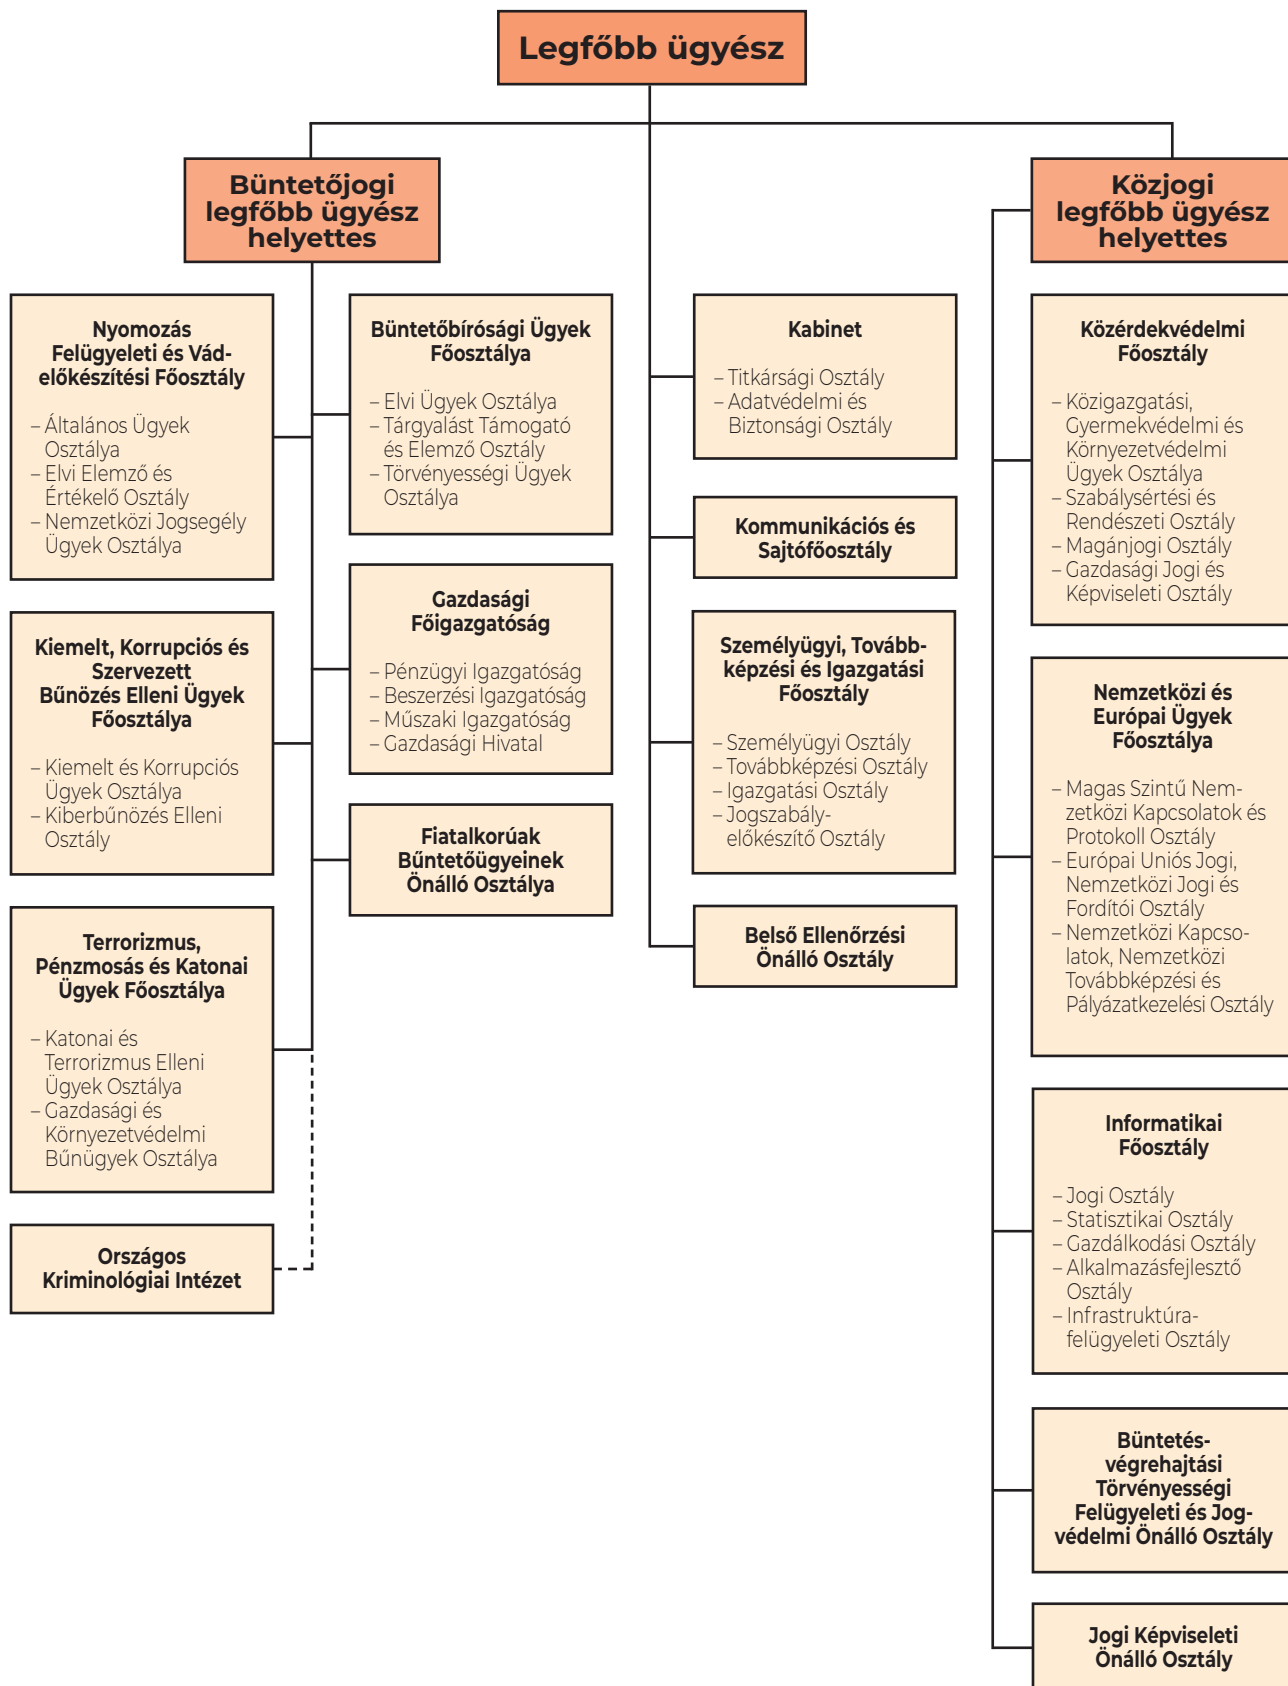 Legfőbb ügyész
Büntetőjogi
legfőbb ügyész
helyettes
Közjogi
legfőbb ügyész
helyettes
Nyomozás
Felügyeleti és Vád-
előkészítési Főosztály
– Általános Ügyek
Osztálya
– Elvi Elemző és
Értékelő Osztály
– Nemzetközi Jogsegély
Ügyek Osztálya
Kiemelt, Korrupciós és
Szervezett
Bűnözés Elleni Ügyek
Főosztálya
– Kiemelt és Korrupciós
Ügyek Osztálya
– Kiberbűnözés Elleni
Osztály
Terrorizmus,
Pénzmosás és Katonai
Ügyek Főosztálya
– Katonai és
Terrorizmus Elleni
Ügyek Osztálya
– Gazdasági és
Környezetvédelmi
Bűnügyek Osztálya
Országos
Kriminológiai Intézet
Büntetőbírósági Ügyek
Főosztálya
– Elvi Ügyek Osztálya
– Tárgyalást Támogató
és Elemző Osztály
– Törvényességi Ügyek
Osztálya
Gazdasági
Főigazgatóság
– Pénzügyi Igazgatóság
– Beszerzési Igazgatóság
– Műszaki Igazgatóság
– Gazdasági Hivatal
Fiatalkorúak
Bűntetőügyeinek
Önálló Osztálya
Kabinet
– Titkársági Osztály
– Adatvédelmi és
Biztonsági Osztály
Kommunikációs és
Sajtófőosztály
Személyügyi, Tovább-
képzési és Igazgatási
Főosztály
– Személyügyi Osztály
– Továbbképzési Osztály
– Igazgatási Osztály
– Jogszabály-
előkészítő Osztály
Belső Ellenőrzési
Önálló Osztály
Közérdekvédelmi
Főosztály
– Közigazgatási,
Gyermekvédelmi és
Környezetvédelmi
Ügyek Osztálya
– Szabálysértési és
Rendészeti Osztály
– Magánjogi Osztály
– Gazdasági Jogi és
Képviseleti Osztály
Nemzetközi és
Európai Ügyek
Főosztálya
– Magas Szintű Nem-
zetközi Kapcsolatok és
Protokoll Osztály
– Európai Uniós Jogi,
Nemzetközi Jogi és
Fordítói Osztály
– Nemzetközi Kapcso-
latok, Nemzetközi
Továbbképzési és
Pályázatkezelési Osztály
Informatikai
Főosztály
– Jogi Osztály
– Statisztikai Osztály
– Gazdálkodási Osztály
– Alkalmazásfejlesztő
Osztály
– Infrastruktúra-
felügyeleti Osztály
Büntetés-
végrehajtási
Törvényességi
Felügyeleti és Jog-
védelmi Önálló Osztály
Jogi Képviseleti
Önálló Osztály